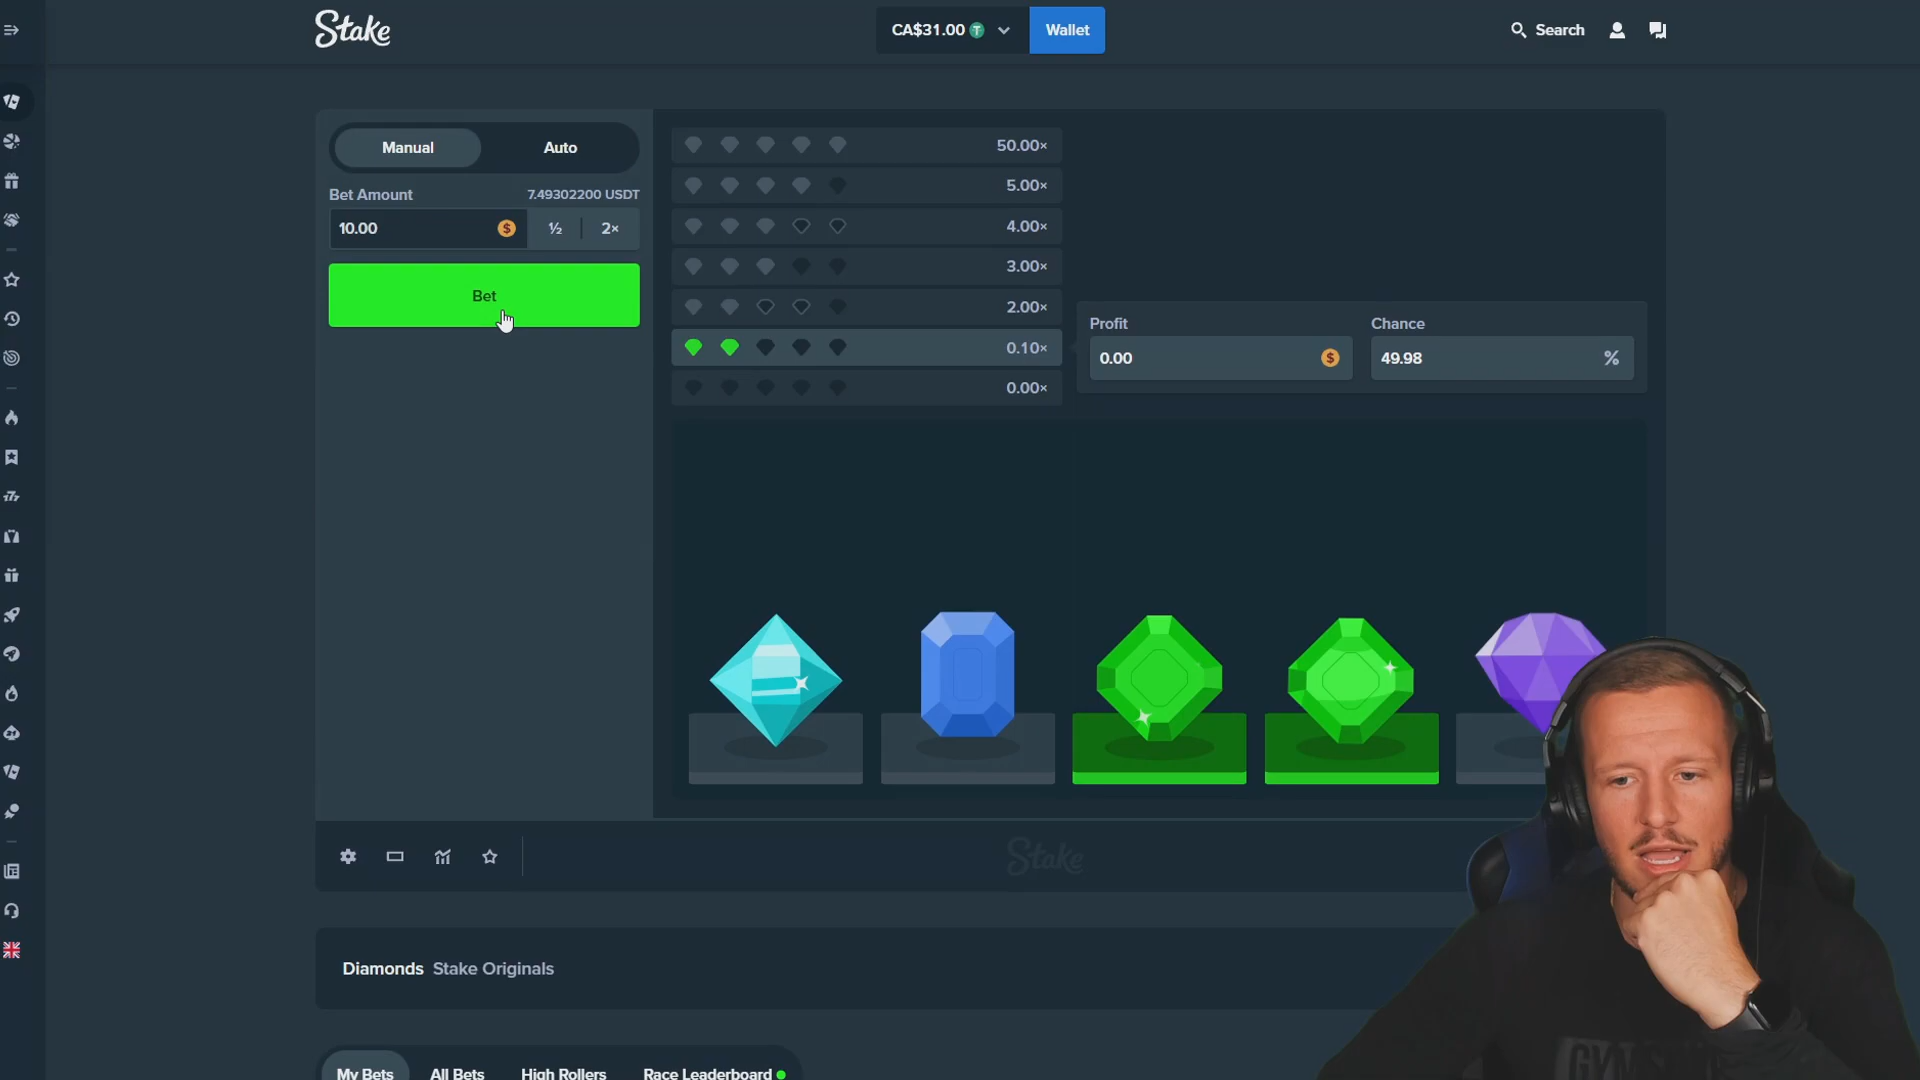 Stake
CA$31.00
Wallet
Search
Manual
Auto
Bet Amount
7.49302200 USDT
10.00
½
2×
Bet
50.00×
5.00×
4.00×
3.00×
2.00×
0.10×
0.00×
Profit
0.00
Chance
49.98
%
Stake
Diamonds Stake Originals
My Bets
All Bets
High Rollers
Race Leaderboard